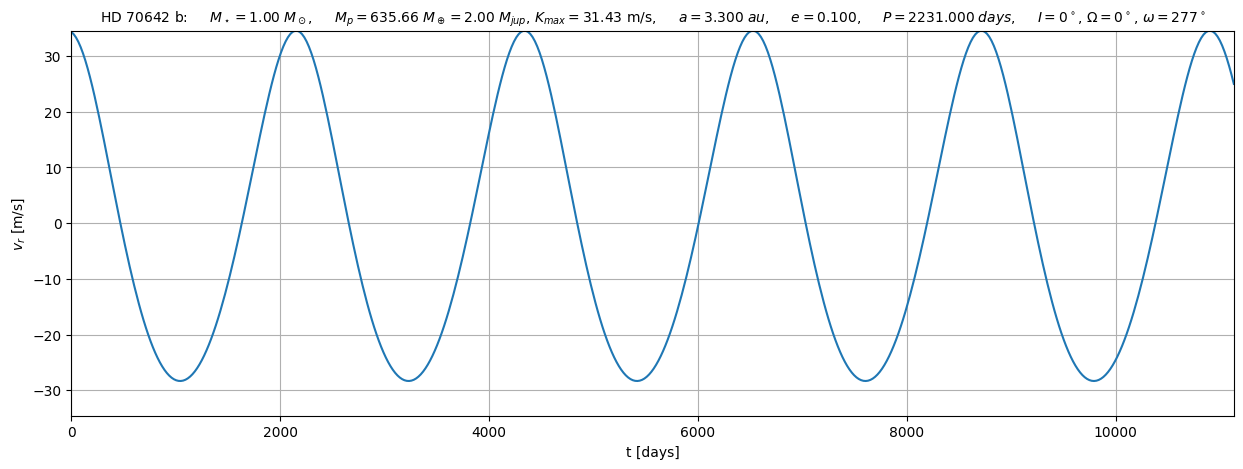 HD 70642 b: M⋆ = 1.00 M⊙, Mp = 635.66 M⊕ = 2.00 Mjup, Kmax = 31.43 m/s, a = 3.300 au, e = 0.100, P = 2231.000 days, I = 0°, Ω = 0°, ω = 277°
30
20
10
0
−10
−20
−30
vr [m/s]
0 2000 4000 6000 8000 10000
t [days]